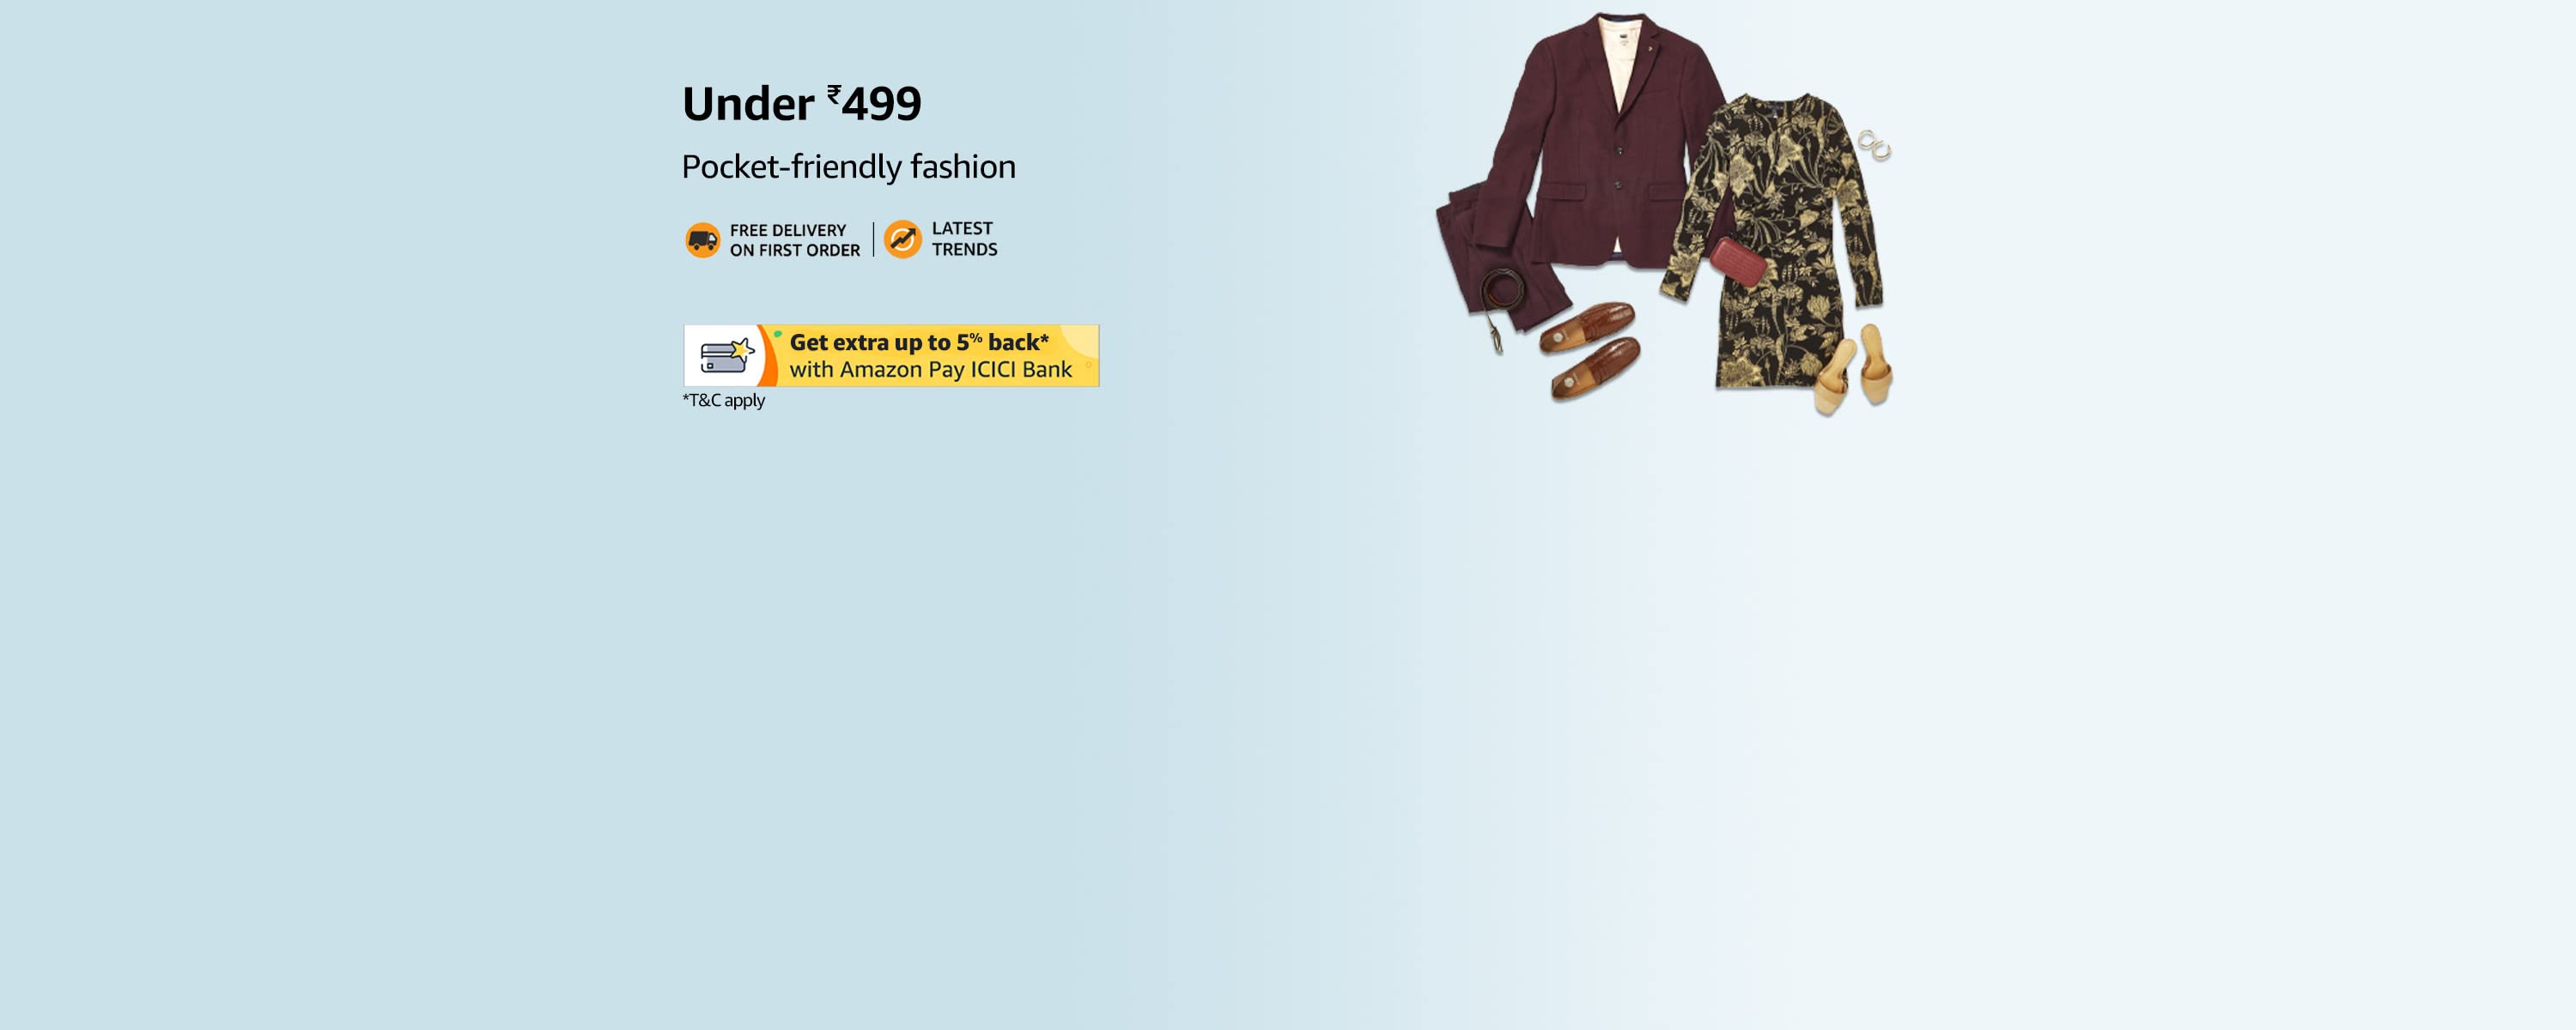 Under ₹499
Pocket-friendly fashion
FREE DELIVERY
ON FIRST ORDER
LATEST
TRENDS
Get extra up to 5% back*
with Amazon Pay ICICI Bank
*T&C apply